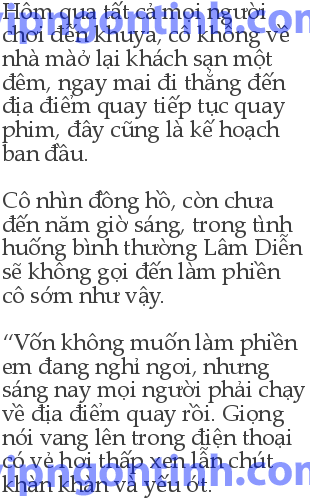 Hôm qua tất cả mọi người
chơi đến khuya, cô không về
nhà màở lại khách sạn một
đêm, ngay mai đi thẳng đến
địa điểm quay tiếp tục quay
phim, đây cũng là kế hoạch
ban đầu.
Cô nhìn đồng hồ, còn chưa
đến năm giờ sáng, trong tình
huống bình thường Lâm Diễn
sẽ không gọi đến làm phiền
cô sớm như vậy.
“Vốn không muốn làm phiền
em đang nghỉ ngơi, nhưng
sáng nay mọi người phải chạy
về địa điểm quay rồi. Giọng
nói vang lên trong điện thoại
có vẻ hơi thấp xen lẫn chút
khàn khàn và yếu ớt.
vipngontinh.com
vipngontinh.com